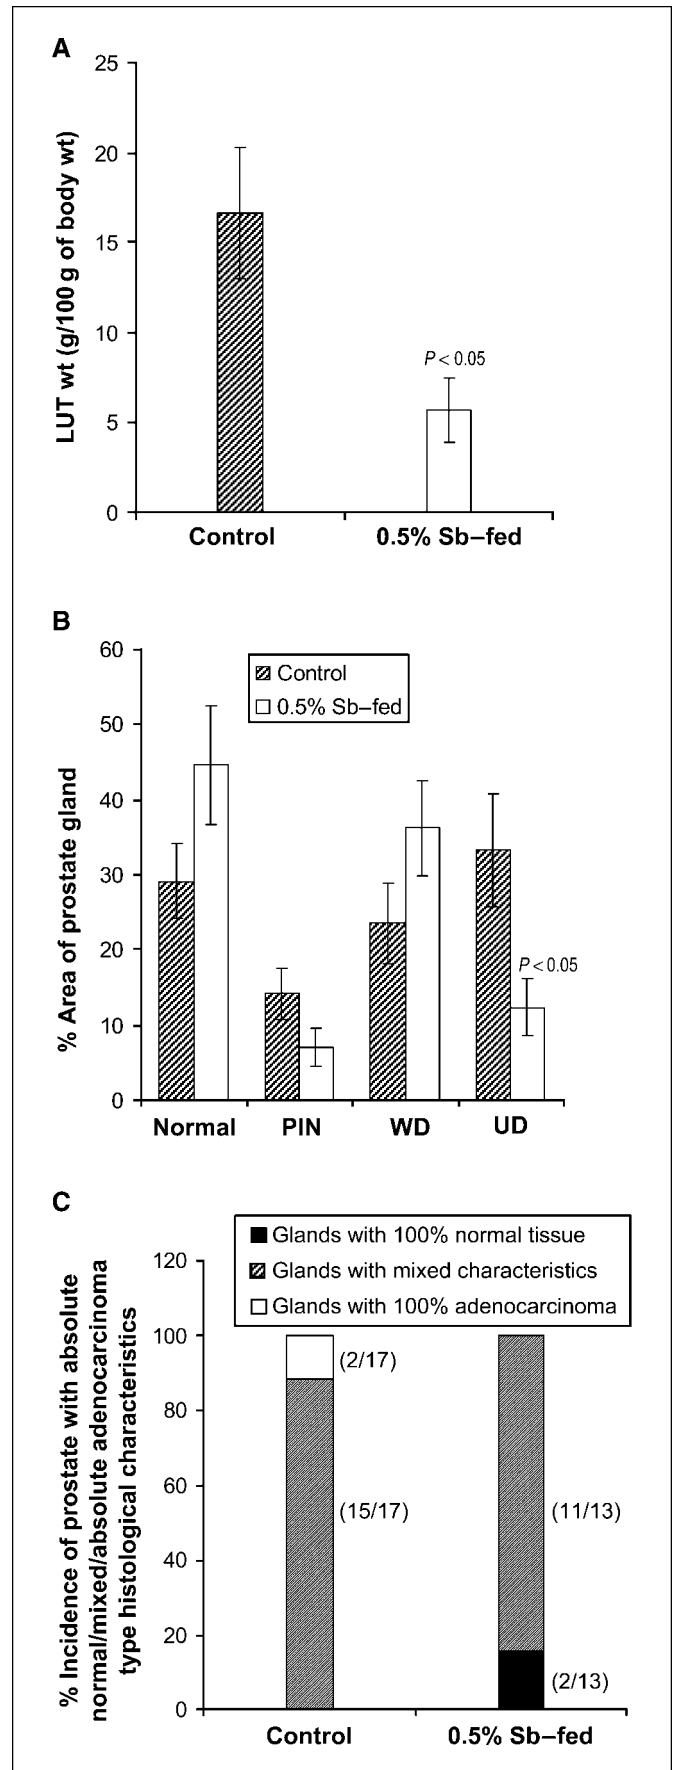 A
25
20
15
10
5
0
LUT wt (g/100 g of body wt)
P < 0.05
Control
0.5% Sb–fed
B
60
50
40
30
20
10
0
% Area of prostate gland
Control
0.5% Sb–fed
P < 0.05
Normal
PIN
WD
UD
C
Glands with 100% normal tissue
Glands with mixed characteristics
Glands with 100% adenocarcinoma
120
100
80
60
40
20
0
% Incidence of prostate with absolute
normal/mixed/absolute adenocarcinoma
type histological characteristics
(2/17)
(15/17)
(11/13)
(2/13)
Control
0.5% Sb–fed